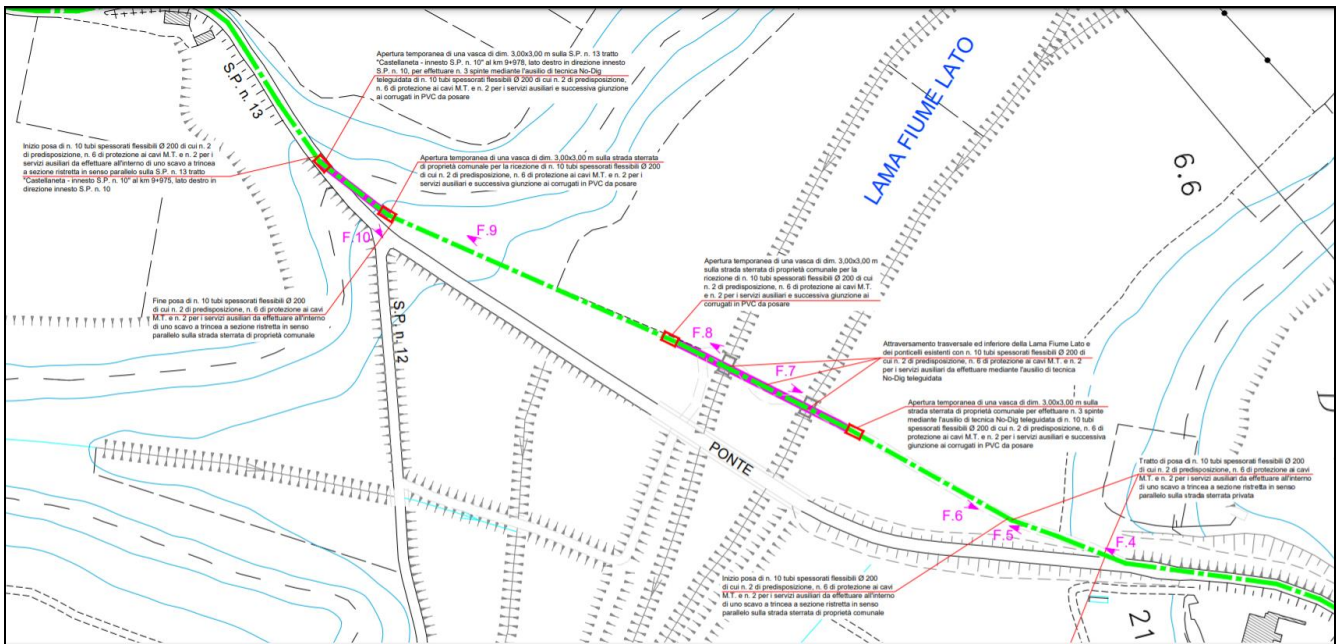 Apertura temporanea di una vasca di dim. 3,00x3,00 m sulla S.P. n. 13 tratto
"Castellaneta - innesto S.P. n. 10" al km 9+978, lato destro in direzione innesto
S.P. n. 10, per effettuare n. 3 spinte mediante l'ausilio di tecnica No-Dig
teleguidata di n. 10 tubi spessorati flessibili Ø 200 di cui n. 2 di predisposizione,
n. 6 di protezione ai cavi M.T. e n. 2 per i servizi ausiliari e successiva giunzione
ai corrugati in PVC da posare
S.P. n. 13
LAMA FIUME LATO
6.6
Inizio posa di n. 10 tubi spessorati flessibili Ø 200 di cui n. 2
di predisposizione, n. 6 di protezione ai cavi M.T. e n. 2 per i
servizi ausiliari da effettuare all'interno di uno scavo a trincea
a sezione ristretta in senso parallelo sulla S.P. n. 13 tratto
"Castellaneta - innesto S.P. n. 10" al km 9+975, lato destro in
direzione innesto S.P. n. 10
Apertura temporanea di una vasca di dim. 3,00x3,00 m sulla strada sterrata
di proprietà comunale per la ricezione di n. 10 tubi spessorati flessibili Ø 200
di cui n. 2 di predisposizione, n. 6 di protezione ai cavi M.T. e n. 2 per i
servizi ausiliari e successiva giunzione ai corrugati in PVC da posare
F.10
F.9
Apertura temporanea di una vasca di dim. 3,00x3,00 m
sulla strada sterrata di proprietà comunale per la
ricezione di n. 10 tubi spessorati flessibili Ø 200 di cui
n. 2 di predisposizione, n. 6 di protezione ai cavi M.T.
e n. 2 per i servizi ausiliari e successiva giunzione ai
corrugati in PVC da posare
Fine posa di n. 10 tubi spessorati flessibili Ø 200
di cui n. 2 di predisposizione, n. 6 di protezione ai cavi
M.T. e n. 2 per i servizi ausiliari da effettuare all'interno
di uno scavo a trincea a sezione ristretta in senso
parallelo sulla strada sterrata di proprietà comunale
S.P. n. 12
F.8
F.7
Attraversamento trasversale ed inferiore della Lama Fiume Lato e
dei ponticelli esistenti con n. 10 tubi spessorati flessibili Ø 200 di
cui n. 2 di predisposizione, n. 6 di protezione ai cavi M.T. e n. 2
per i servizi ausiliari da effettuare mediante l'ausilio di tecnica
No-Dig teleguidata
Apertura temporanea di una vasca di dim. 3,00x3,00 m sulla
strada sterrata di proprietà comunale per effettuare n. 3 spinte
mediante l'ausilio di tecnica No-Dig teleguidata di n. 10 tubi
spessorati flessibili Ø 200 di cui n. 2 di predisposizione, n. 6 di
protezione ai cavi M.T. e n. 2 per i servizi ausiliari e successiva
giunzione ai corrugati in PVC da posare
PONTE
Tratto di posa di n. 10 tubi spessorati flessibili Ø 200
di cui n. 2 di predisposizione, n. 6 di protezione ai cavi
M.T. e n. 2 per i servizi ausiliari da effettuare all'interno
di uno scavo a trincea a sezione ristretta in senso
parallelo sulla strada sterrata privata
F.6
F.5
F.4
Inizio posa di n. 10 tubi spessorati flessibili Ø 200
di cui n. 2 di predisposizione, n. 6 di protezione ai cavi
M.T. e n. 2 per i servizi ausiliari da effettuare all'interno
di uno scavo a trincea a sezione ristretta in senso
parallelo sulla strada sterrata di proprietà comunale
21